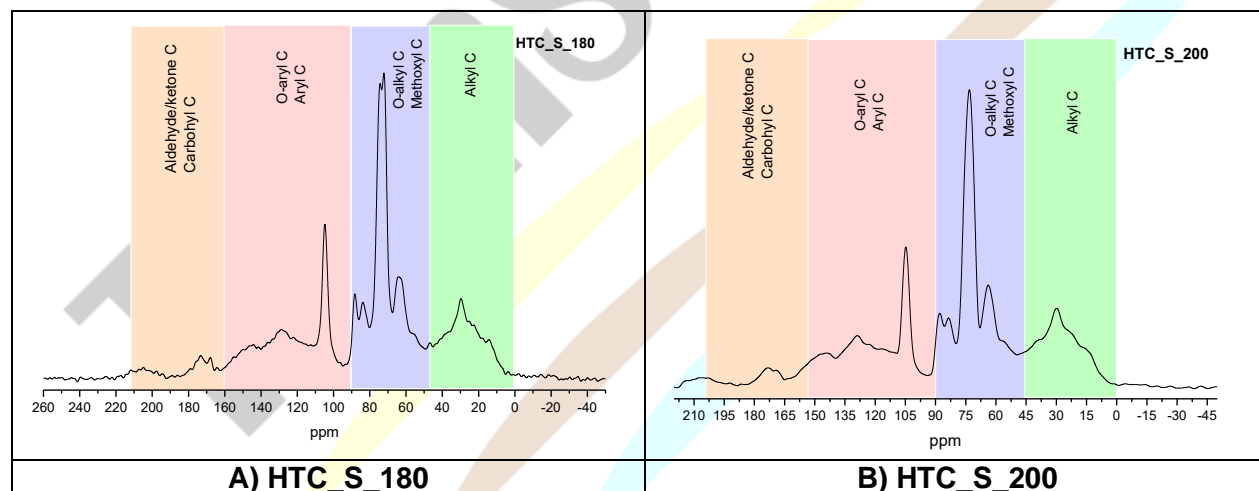 HTC_S_180
Aldehyde/ketone C
Carbohyl C
O-aryl C
Aryl C
O-alkyl C
Methoxyl C
Alkyl C
260 240 220 200 180 160 140 120 100 80 60 40 20 0 -20 -40
ppm
A) HTC_S_180
HTC_S_200
Aldehyde/ketone C
Carbohyl C
O-aryl C
Aryl C
O-alkyl C
Methoxyl C
Alkyl C
210 195 180 165 150 135 120 105 90 75 60 45 30 15 0 -15 -30 -45
ppm
B) HTC_S_200